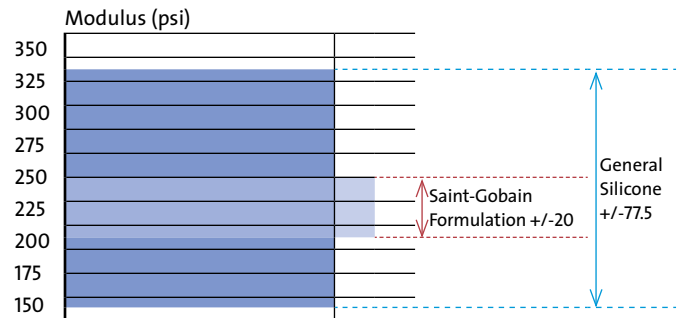 Modulus (psi)
350
325
300
275
250
225
200
175
150
Saint-Gobain
Formulation +/-20
General
Silicone
+/-77.5